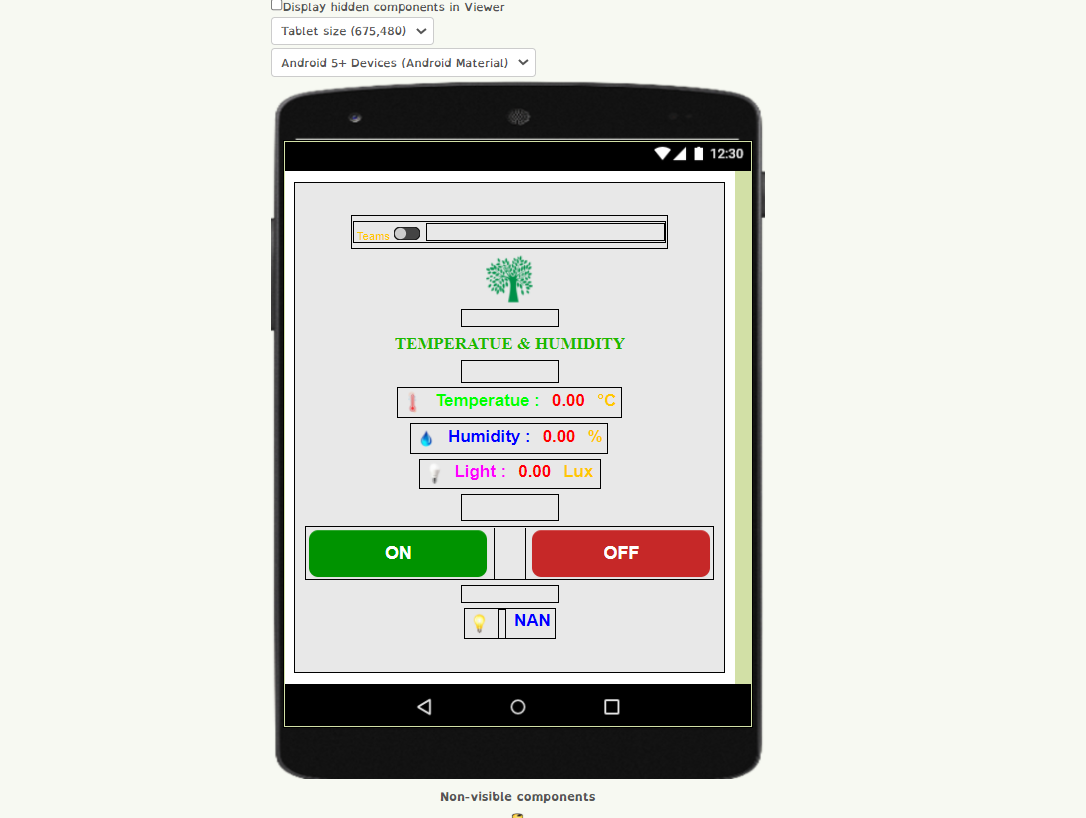 Display hidden components in Viewer
Tablet size (675,480)
Android 5+ Devices (Android Material)
12:30
Teams
TEMPERATUE & HUMIDITY
Temperatue : 0.00 °C
Humidity : 0.00 %
Light : 0.00 Lux
ON OFF
NAN
Non-visible components